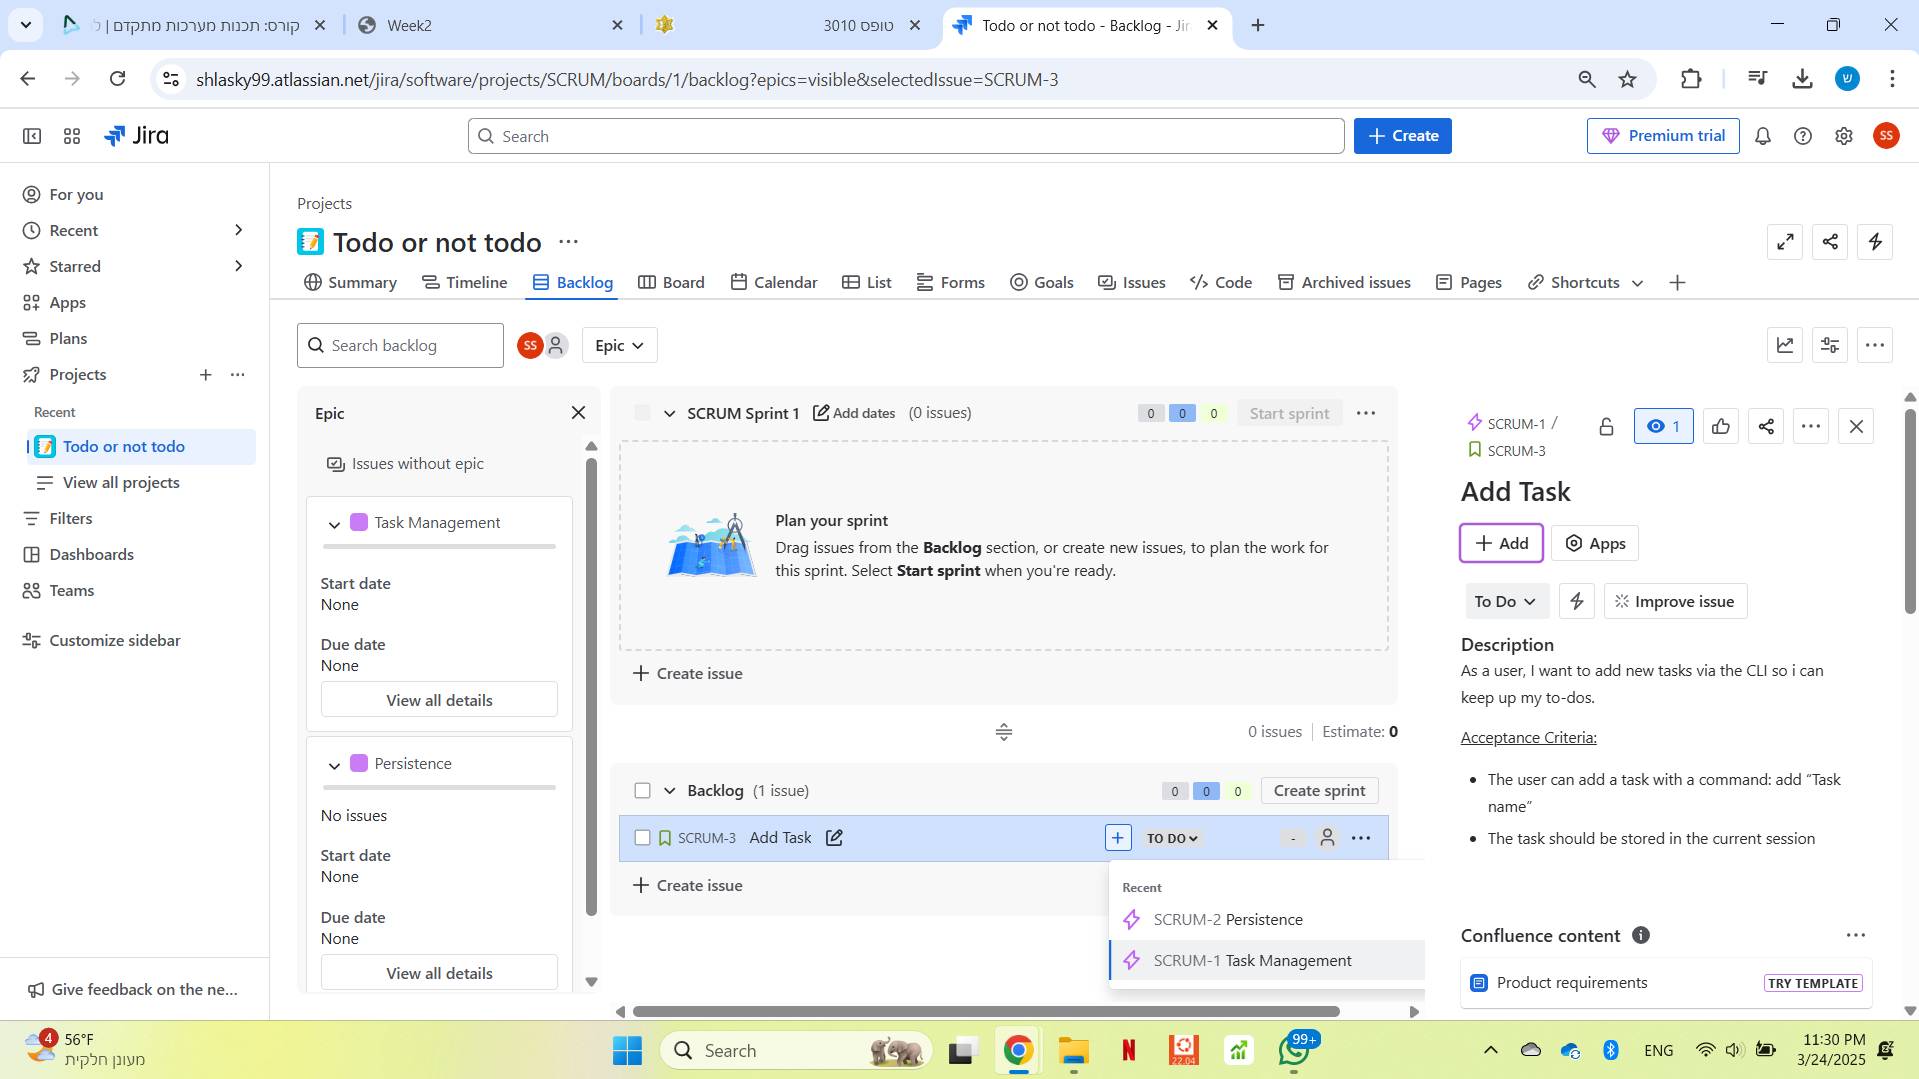 קורס: תכנות מערכות מתקדם | ל
Week2
טופס 3010
Todo or not todo - Backlog - Jir
shlasky99.atlassian.net/jira/software/projects/SCRUM/boards/1/backlog?epics=visible&selectedIssue=SCRUM-3
ש
Jira
Search
Create
Premium trial
SS
For you
Recent
Starred
Apps
Plans
Projects
Recent
Todo or not todo
View all projects
Filters
Dashboards
Teams
Customize sidebar
Give feedback on the ne...
Projects
Todo or not todo
Summary
Timeline
Backlog
Board
Calendar
List
Forms
Goals
Issues
Code
Archived issues
Pages
Shortcuts
Search backlog
SS
Epic
Epic
Issues without epic
Task Management
Start date
None
Due date
None
View all details
Persistence
No issues
Start date
None
Due date
None
View all details
SCRUM Sprint 1
Add dates
(0 issues)
0 0 0
Start sprint
Plan your sprint
Drag issues from the Backlog section, or create new issues, to plan the work for
this sprint. Select Start sprint when you're ready.
Create issue
0 issues
Estimate: 0
Backlog (1 issue)
0 0 0
Create sprint
SCRUM-3 Add Task
TO DO
-
Create issue
Recent
SCRUM-2 Persistence
SCRUM-1 Task Management
SCRUM-1 /
SCRUM-3
1
Add Task
Add
Apps
To Do
Improve issue
Description
As a user, I want to add new tasks via the CLI so i can
keep up my to-dos.
Acceptance Criteria:
• The user can add a task with a command: add “Task
name”
• The task should be stored in the current session
Confluence content
Product requirements
TRY TEMPLATE
4
56°F
מעונן חלקית
Search
N
22.04
99+
ENG
11:30 PM
3/24/2025